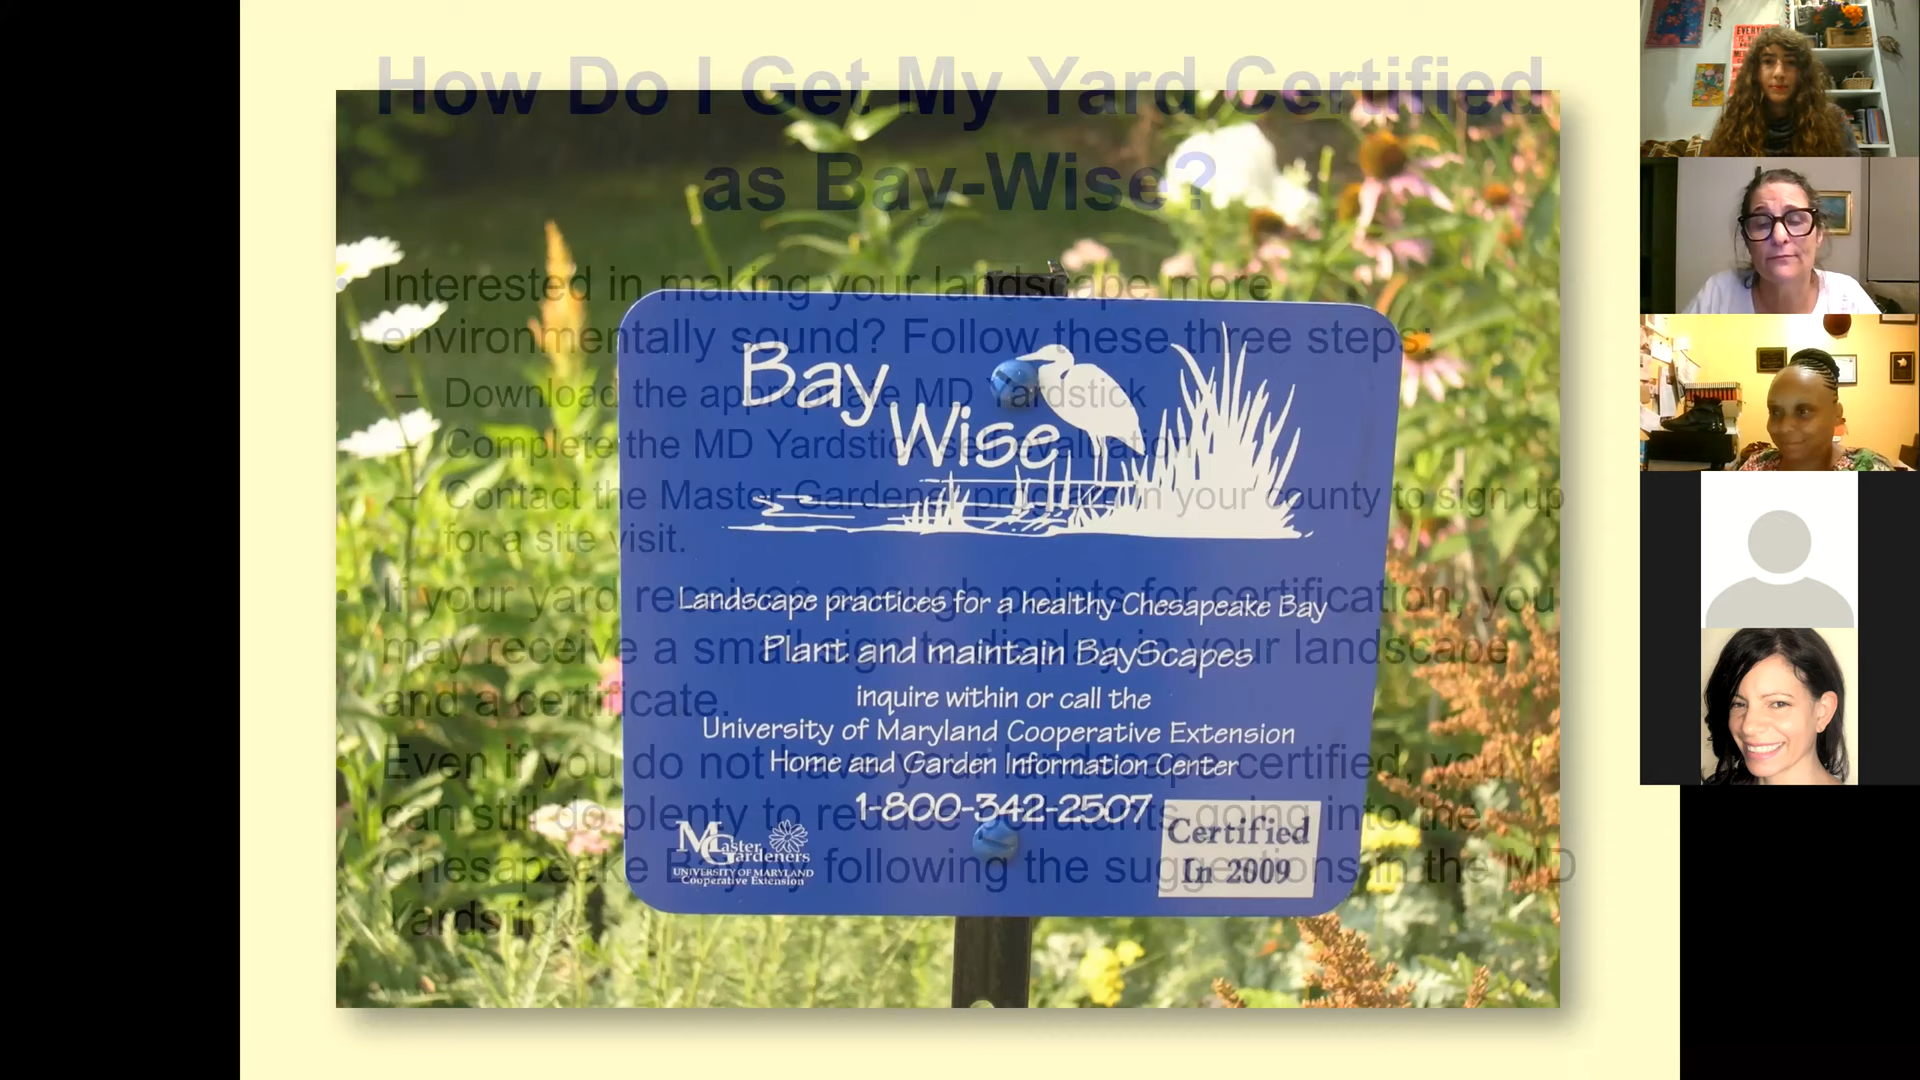 How Do I Get My Yard Certified
as Bay-Wise?
• Interested in making your landscape more
environmentally sound? Follow these three steps:
– Download the appropriate MD Yardstick
– Complete the MD Yardstick self evaluation
– Contact the Master Gardener program in your county to sign up
for a site visit.
• If your yard receives enough points for certification, you
may receive a small sign to display in your landscape
and a certificate.
• Even if you do not have your landscape certified, you
can still do plenty to reduce pollutants going into the
Chesapeake Bay by following the suggestions in the MD
Yardstick.
Bay
Wise
Landscape practices for a healthy Chesapeake Bay
Plant and maintain BayScapes
inquire within or call the
University of Maryland Cooperative Extension
Home and Garden Information Center
1-800-342-2507
Master
Gardeners
UNIVERSITY OF MARYLAND
Cooperative Extension
Certified
In 2009